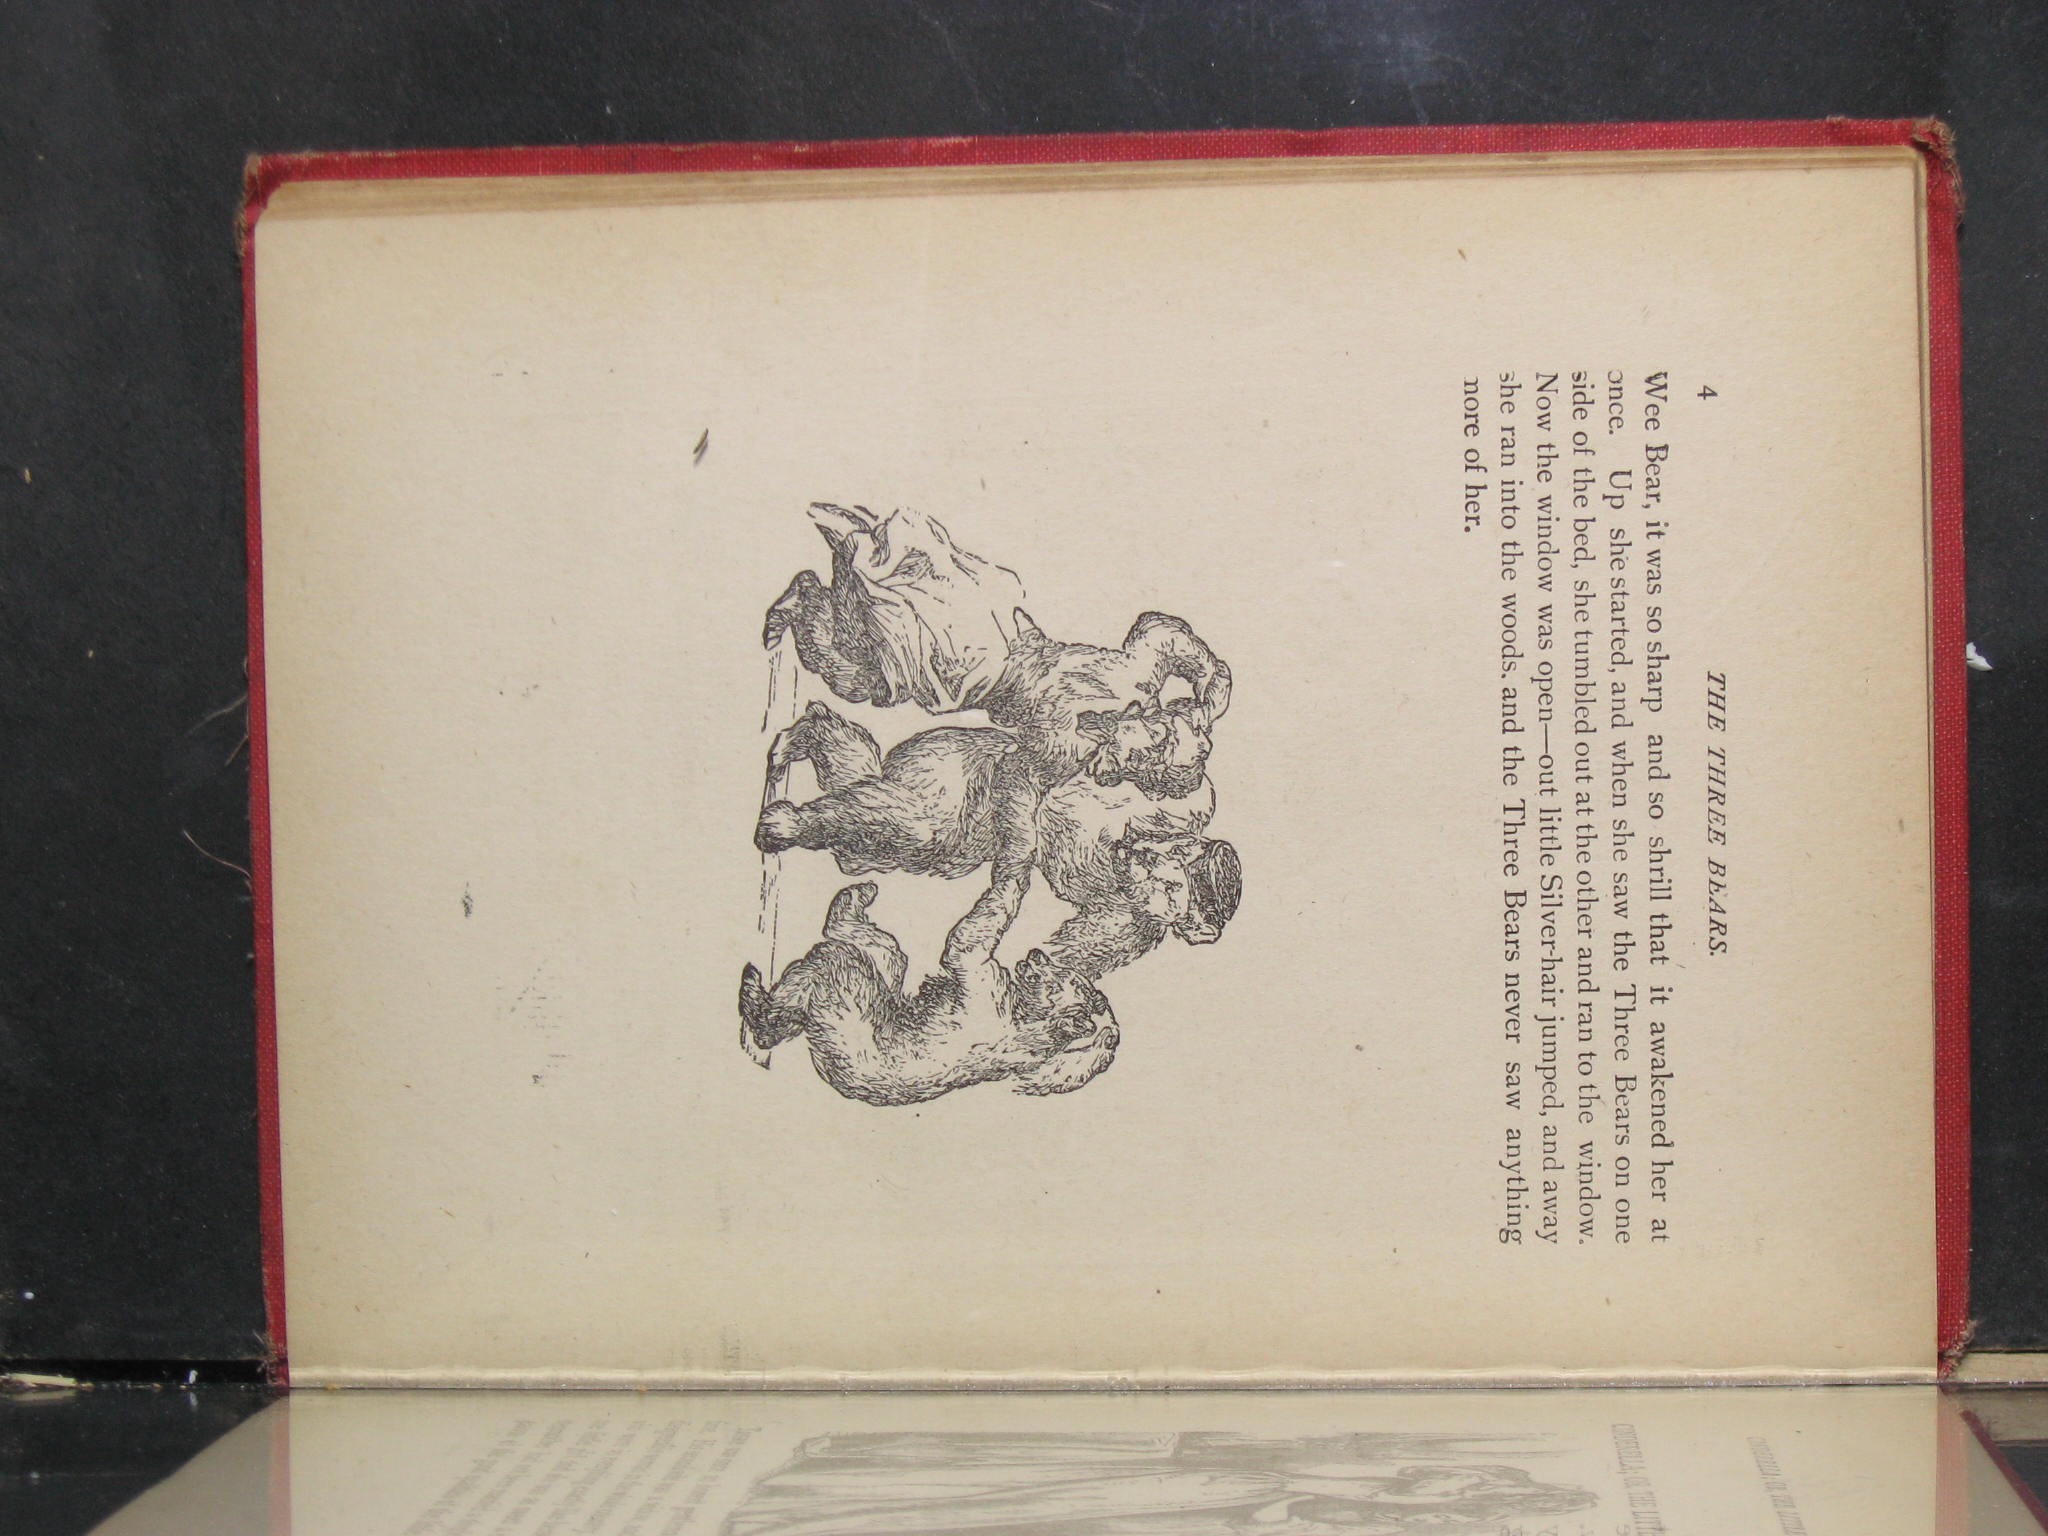 4
THE THREE BEARS.
Wee Bear, it was so sharp and so shrill that it awakened her at
once. Up she started, and when she saw the Three Bears on one
side of the bed, she tumbled out at the other and ran to the window.
Now the window was open—out little Silver-hair jumped, and away
she ran into the woods. and the Three Bears never saw anything
more of her.